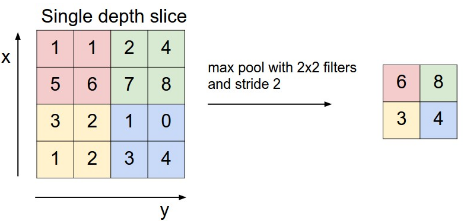 Single depth slice
x
1 1 2 4
5 6 7 8
3 2 1 0
1 2 3 4
y
max pool with 2x2 filters
and stride 2
6 8
3 4